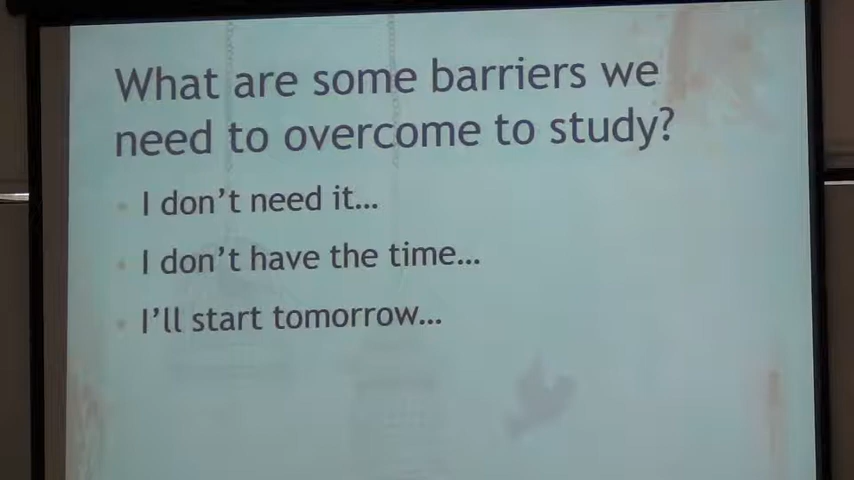 What are some barriers we
need to overcome to study?
• I don't need it...
• I don't have the time...
• I'll start tomorrow...